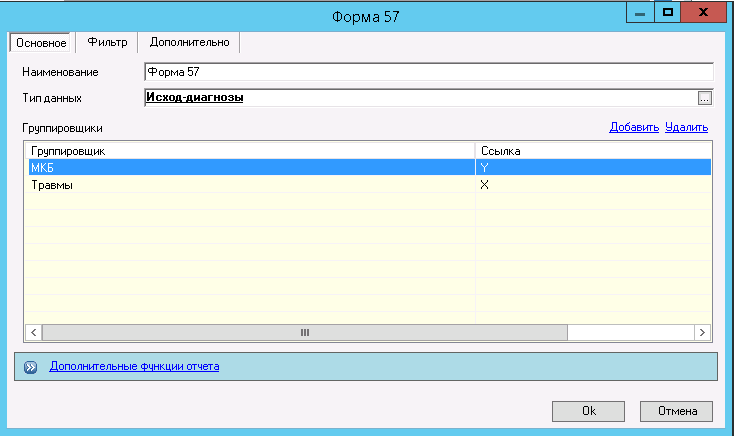 Форма 57
Основное Фильтр Дополнительно
Наименование Форма 57
Тип данных Исход-диагнозы ...
Группировщики Добавить Удалить
Группировщик Ссылка
МКБ Y
Травмы X
Дополнительные функции отчета
Ok Отмена